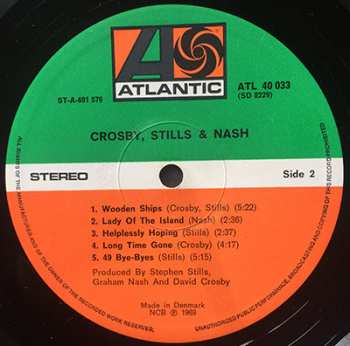 ATLANTIC
ST-A-691 576
ATL 40 033
(SD 8229)
CROSBY, STILLS & NASH
STEREO
Side 2
1. Wooden Ships (Crosby, Stills) (5:22)
2. Lady Of The Island (Nash) (2:36)
3. Helplessly Hoping (Stills) (2:35)
4. Long Time Gone (Crosby) (4:17)
5. 49 Bye-Byes (Stills) (5:15)
Produced by Stephen Stills,
Graham Nash And David Crosby
Made in Denmark
NCB ℗ 1969
ALL RIGHTS OF THE MANUFACTURER AND OF THE OWNER OF THE RECORDED WORK RESERVED.
UNAUTHORISED PUBLIC PERFORMANCE, BROADCASTING AND COPYING OF THIS RECORD PROHIBITED